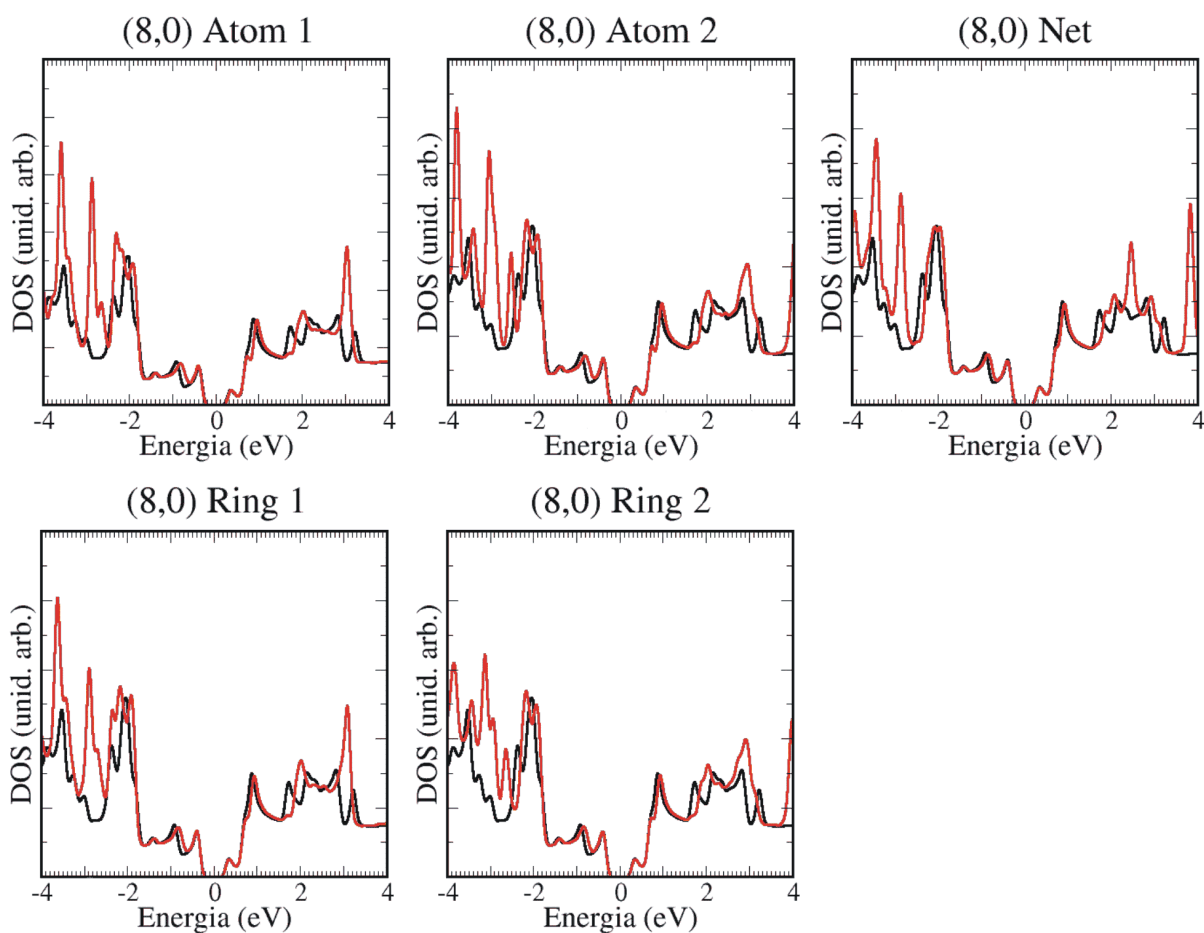 (8,0) Atom 1
(8,0) Atom 2
(8,0) Net
DOS (unid. arb.)
DOS (unid. arb.)
DOS (unid. arb.)
-4 -2 0 2 4
-4 -2 0 2 4
-4 -2 0 2 4
Energia (eV)
Energia (eV)
Energia (eV)
(8,0) Ring 1
(8,0) Ring 2
DOS (unid. arb.)
DOS (unid. arb.)
-4 -2 0 2 4
-4 -2 0 2 4
Energia (eV)
Energia (eV)